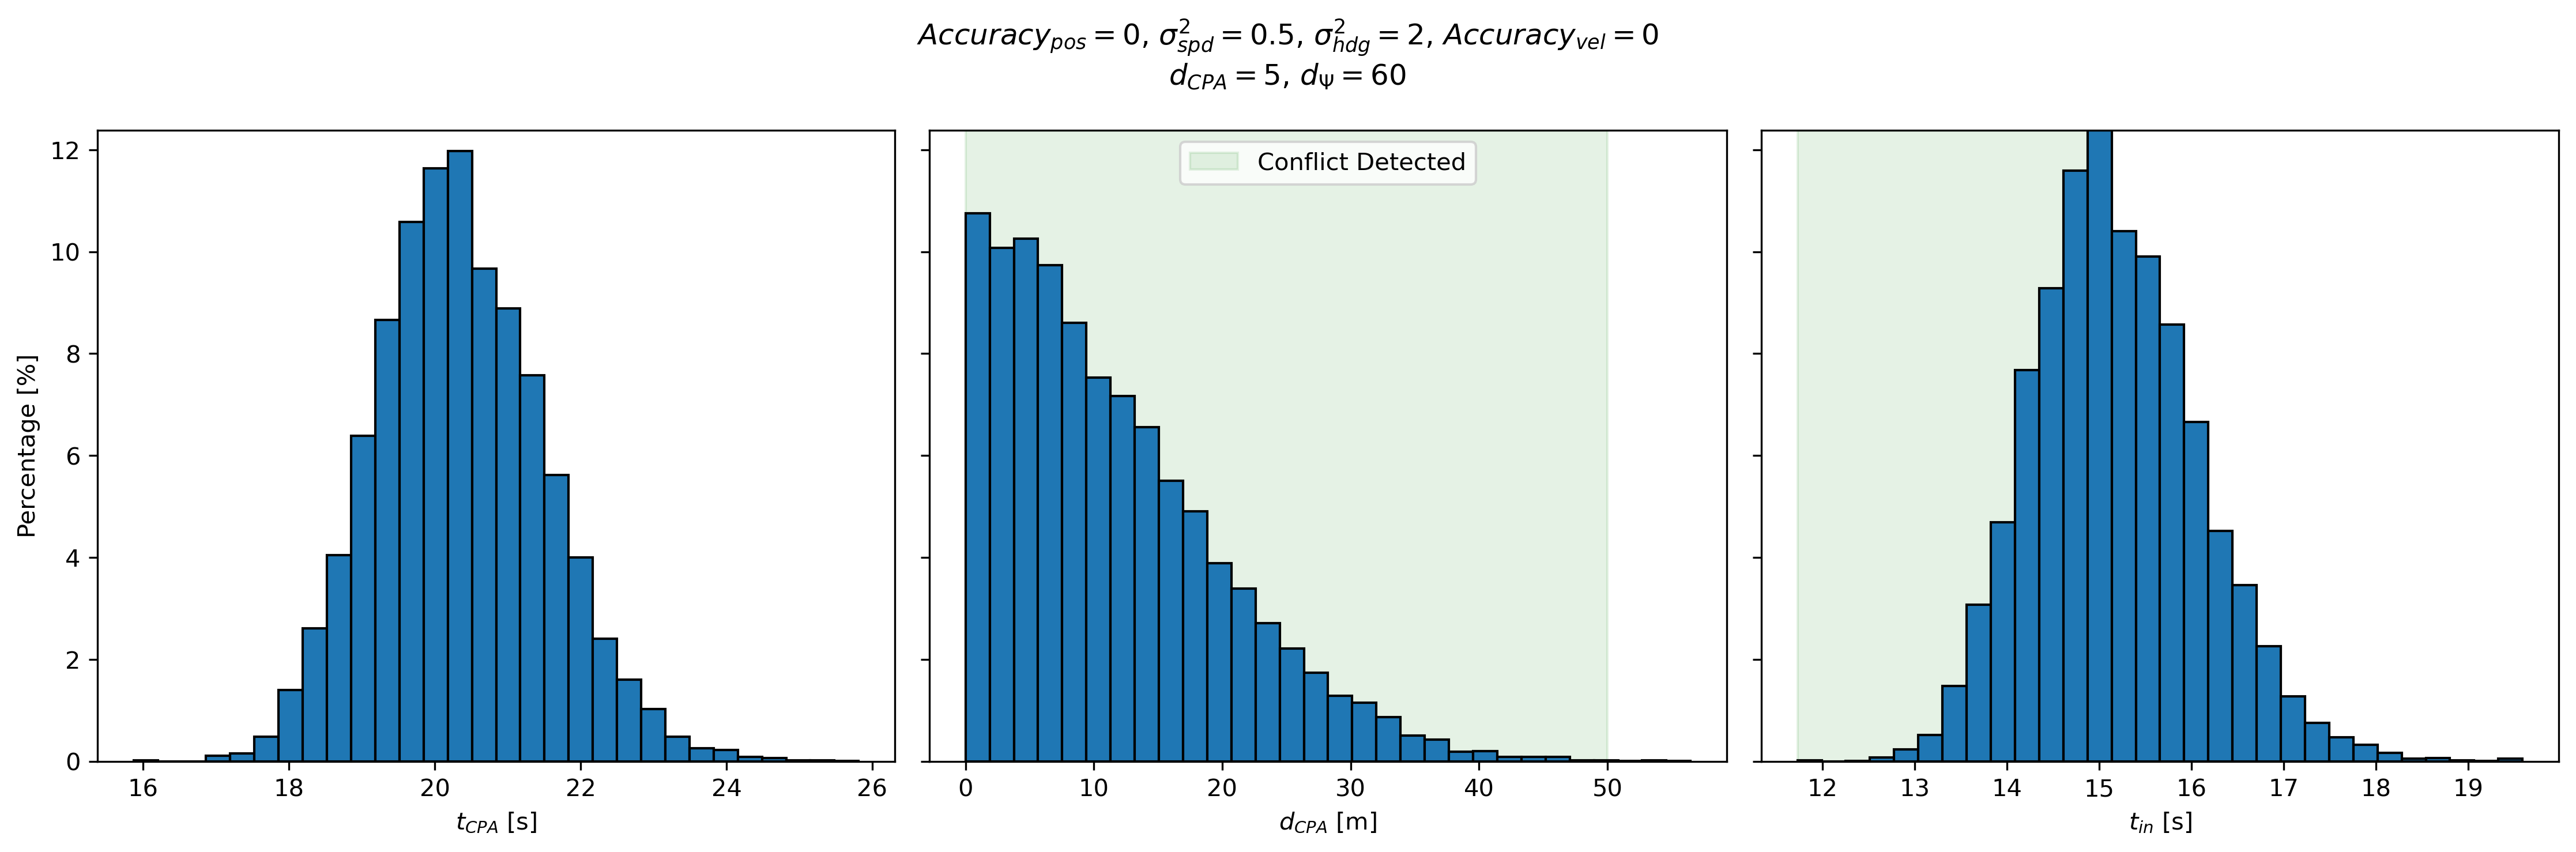 Accuracy_pos = 0, σ²_spd = 0.5, σ²_hdg = 2, Accuracy_vel = 0
d_CPA = 5, d_Ψ = 60
Percentage [%]
12
10
8
6
4
2
0
16 18 20 22 24 26
t_CPA [s]
Conflict Detected
0 10 20 30 40 50
d_CPA [m]
12 13 14 15 16 17 18 19
t_in [s]